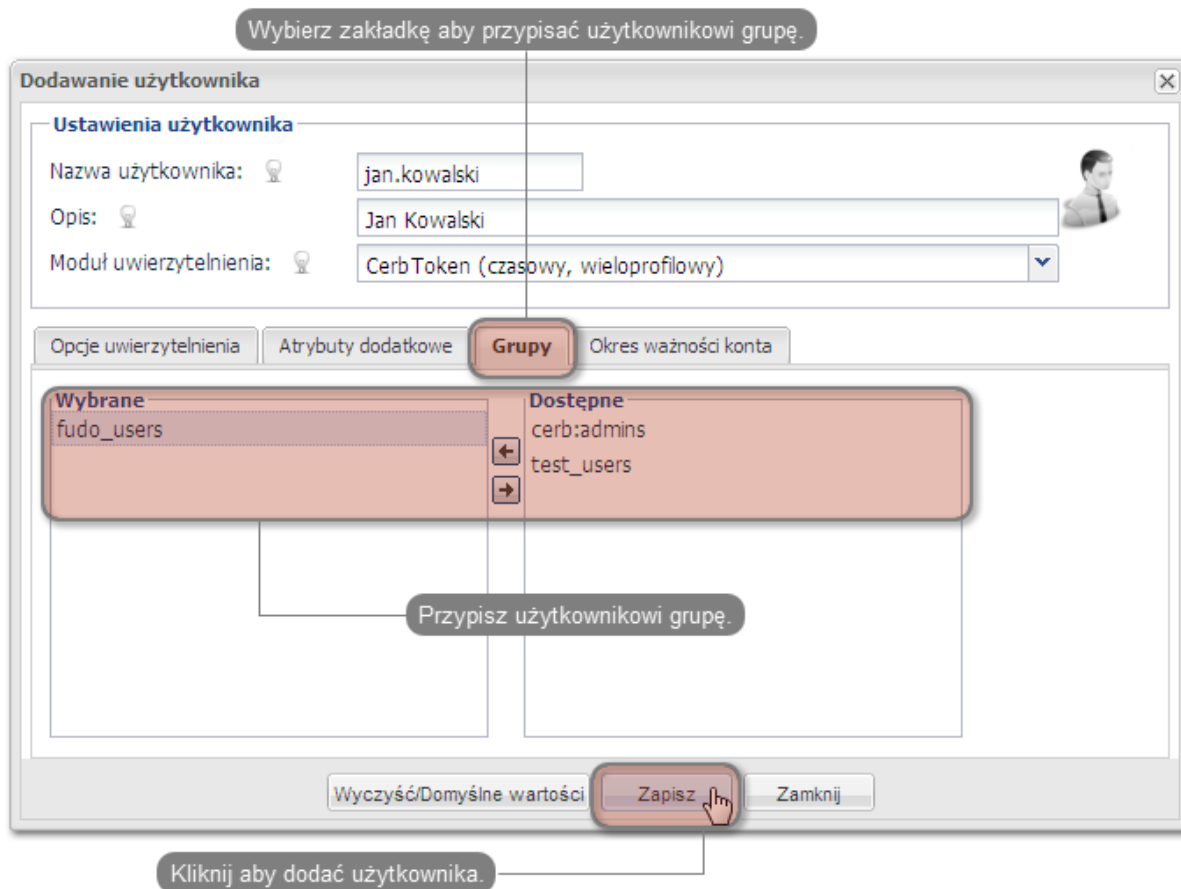 Wybierz zakładkę aby przypisać użytkownikowi grupę.
Dodawanie użytkownika
Ustawienia użytkownika
Nazwa użytkownika: jan.kowalski
Opis: Jan Kowalski
Moduł uwierzytelnienia: CerbToken (czasowy, wieloprofilowy)
Opcje uwierzytelnienia Atrybuty dodatkowe Grupy Okres ważności konta
Wybrane Dostępne
fudo_users cerb:admins
test_users
Przypisz użytkownikowi grupę.
Wyczyść/Domyślne wartości Zapisz Zamknij
Kliknij aby dodać użytkownika.